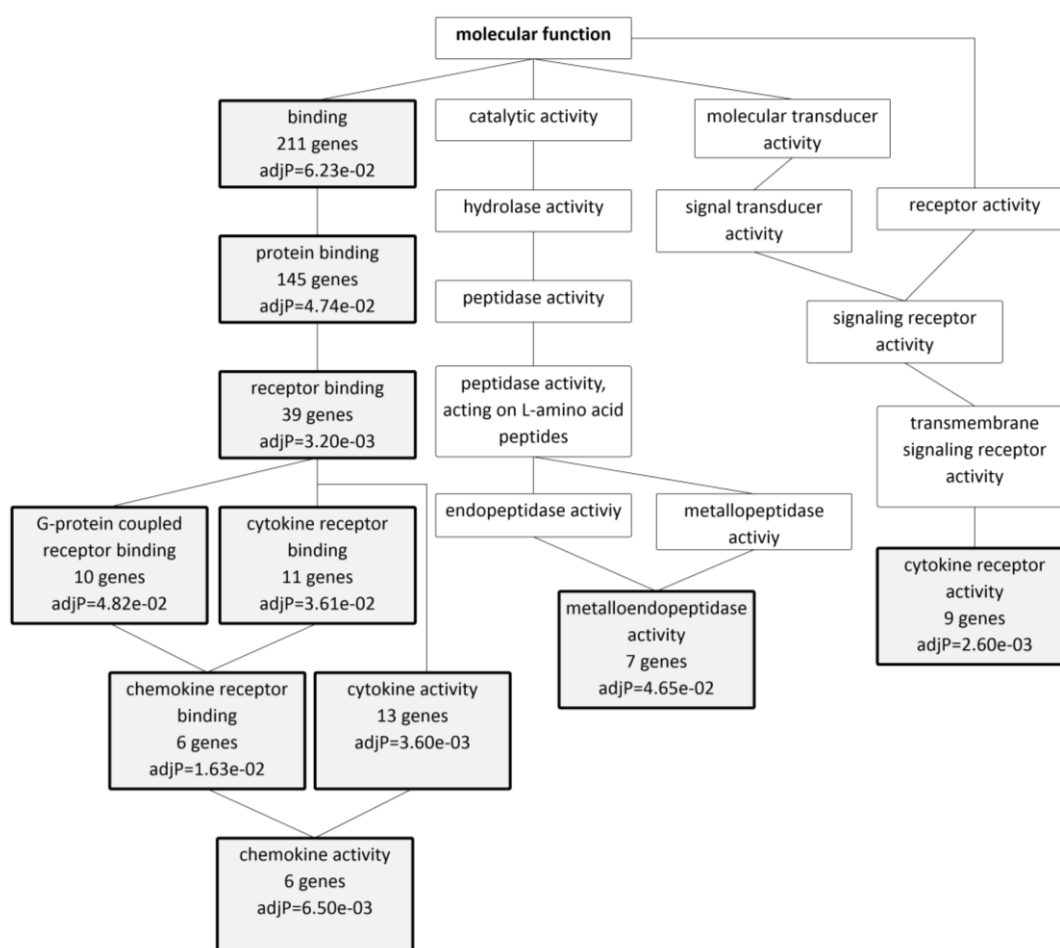 molecular function
binding
211 genes
adjP=6.23e-02
catalytic activity
molecular transducer
activity
hydrolase activity
signal transducer
activity
receptor activity
protein binding
145 genes
adjP=4.74e-02
peptidase activity
signaling receptor
activity
receptor binding
39 genes
adjP=3.20e-03
peptidase activity,
acting on L-amino acid
peptides
transmembrane
signaling receptor
activity
G-protein coupled
receptor binding
10 genes
adjP=4.82e-02
cytokine receptor
binding
11 genes
adjP=3.61e-02
endopeptidase activiy
metallopeptidase
activiy
cytokine receptor
activity
9 genes
adjP=2.60e-03
metalloendopeptidase
activity
7 genes
adjP=4.65e-02
chemokine receptor
binding
6 genes
adjP=1.63e-02
cytokine activity
13 genes
adjP=3.60e-03
chemokine activity
6 genes
adjP=6.50e-03